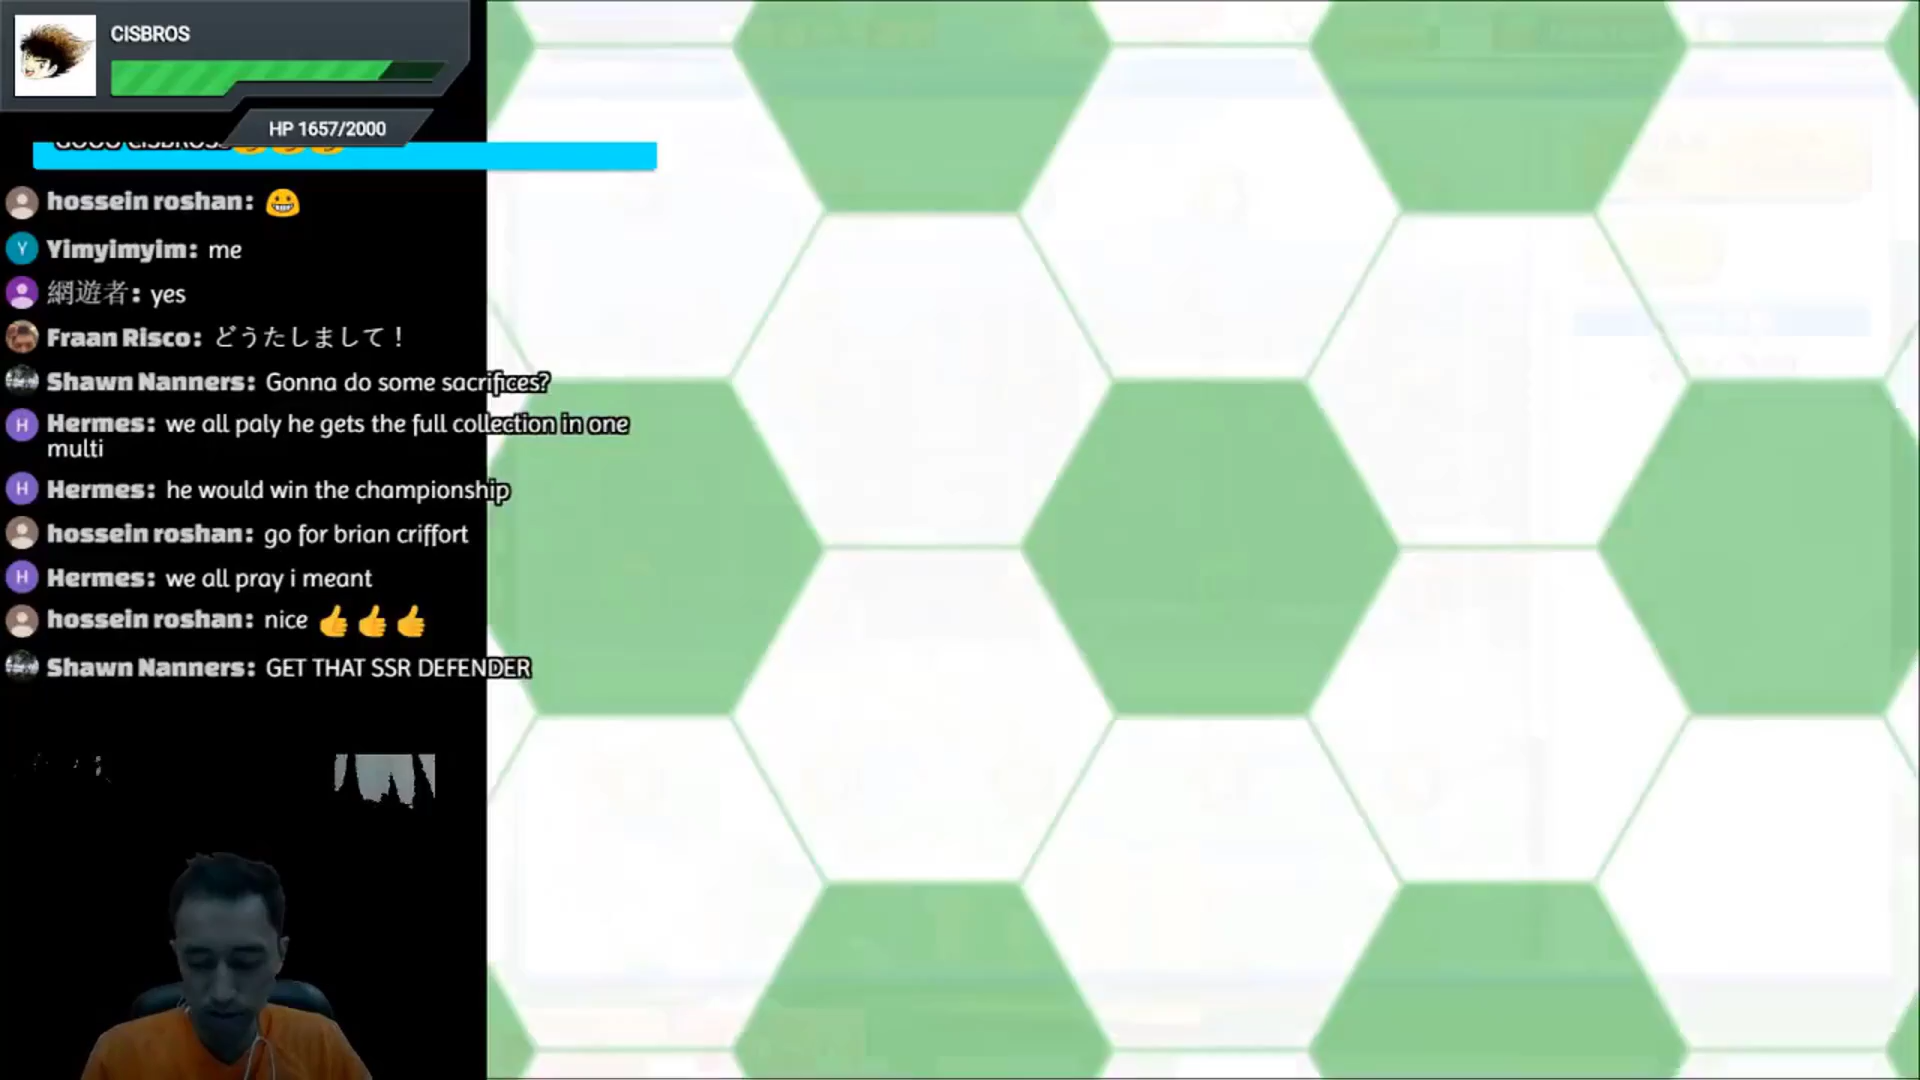 CISBROS
HP 1657/2000
GOOO CISBROS!
hossein roshan: 😬
Yimyimyim: me
網遊者: yes
Fraan Risco: どうたしまして！
Shawn Nanners: Gonna do some sacrifices?
Hermes: we all paly he gets the full collection in one
multi
Hermes: he would win the championship
hossein roshan: go for brian criffort
Hermes: we all pray i meant
hossein roshan: nice 👍👍👍
Shawn Nanners: GET THAT SSR DEFENDER